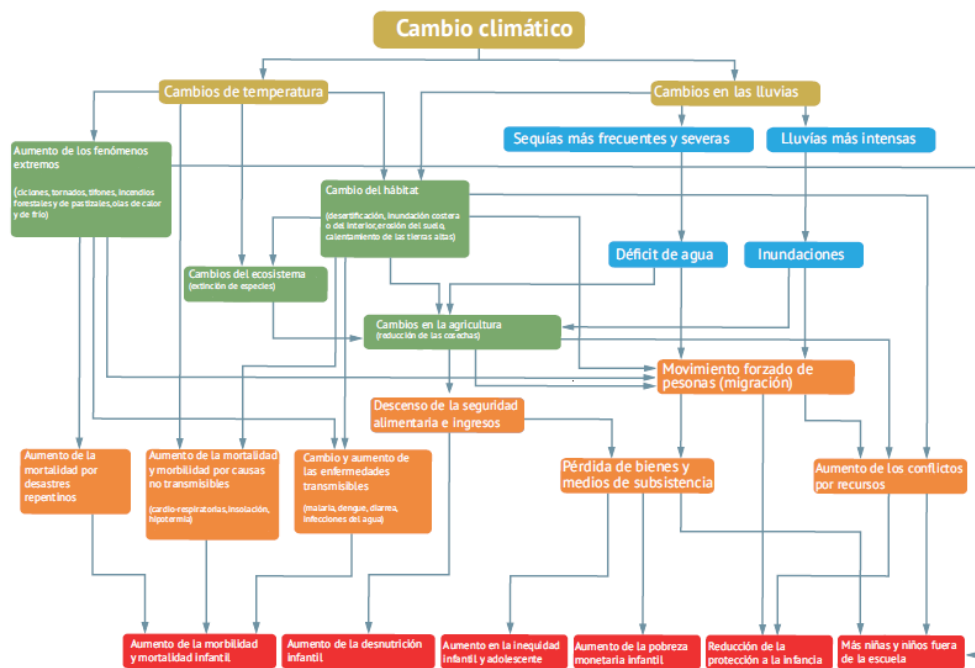 Cambio climático
Cambios de temperatura
Cambios en las lluvias
Sequías más frecuentes y severas
Lluvías más intensas
Aumento de los fenómenos
extremos
(ciclones, tornados, tifones, incendios
forestales y de pastizales,olas de calor
y de frío)
Cambio del hábitat
(desertificación, inundación costera
o del interior,erosión del suelo,
calentamiento de las tierras altas)
Déficit de agua
Inundaciones
Cambios del ecosistema
(extinción de especies)
Cambios en la agricultura
(reducción de las cosechas)
Movimiento forzado de
pesonas (migración)
Descenso de la seguridad
alimentaria e ingresos
Aumento de la
mortalidad por
desastres
repentinos
Aumento de la mortalidad
y morbilidad por causas
no transmisibles
(cardio-respiratorias, insolación,
hipotermia)
Cambio y aumento de
las enfermedades
transmisibles
(malaria, dengue, diarrea,
infecciones del agua)
Pérdida de bienes y
medios de subsistencia
Aumento de los conflictos
por recursos
Aumento de la morbilidad
y mortalidad infantil
Aumento de la desnutrición
infantil
Aumento en la inequidad
infantil y adolescente
Aumento de la pobreza
monetaria infantil
Reducción de la
protección a la infancia
Más niñas y niños fuera
de la escuela